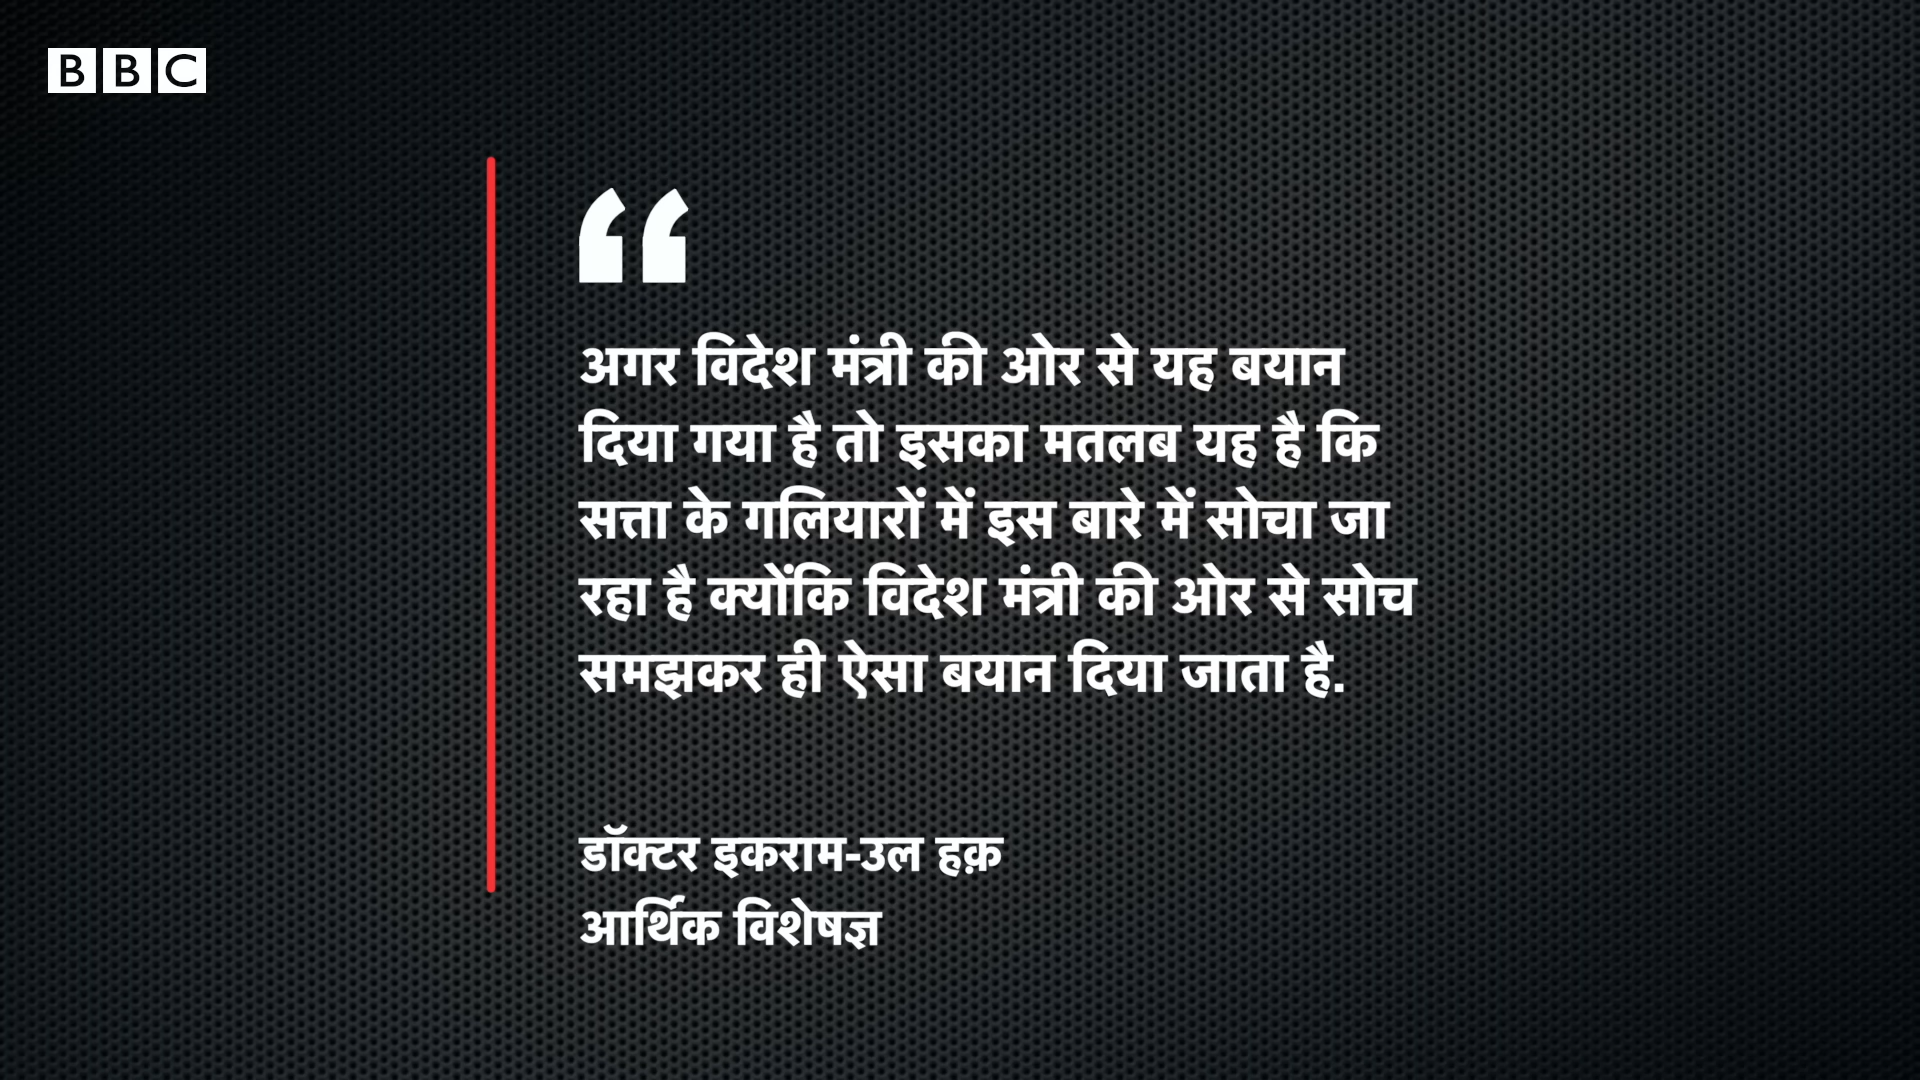 BBC
“
अगर विदेश मंत्री की ओर से यह बयान
दिया गया है तो इसका मतलब यह है कि
सत्ता के गलियारों में इस बारे में सोचा जा
रहा है क्योंकि विदेश मंत्री की ओर से सोच
समझकर ही ऐसा बयान दिया जाता है.
डॉक्टर इकराम-उल हक़
आर्थिक विशेषज्ञ